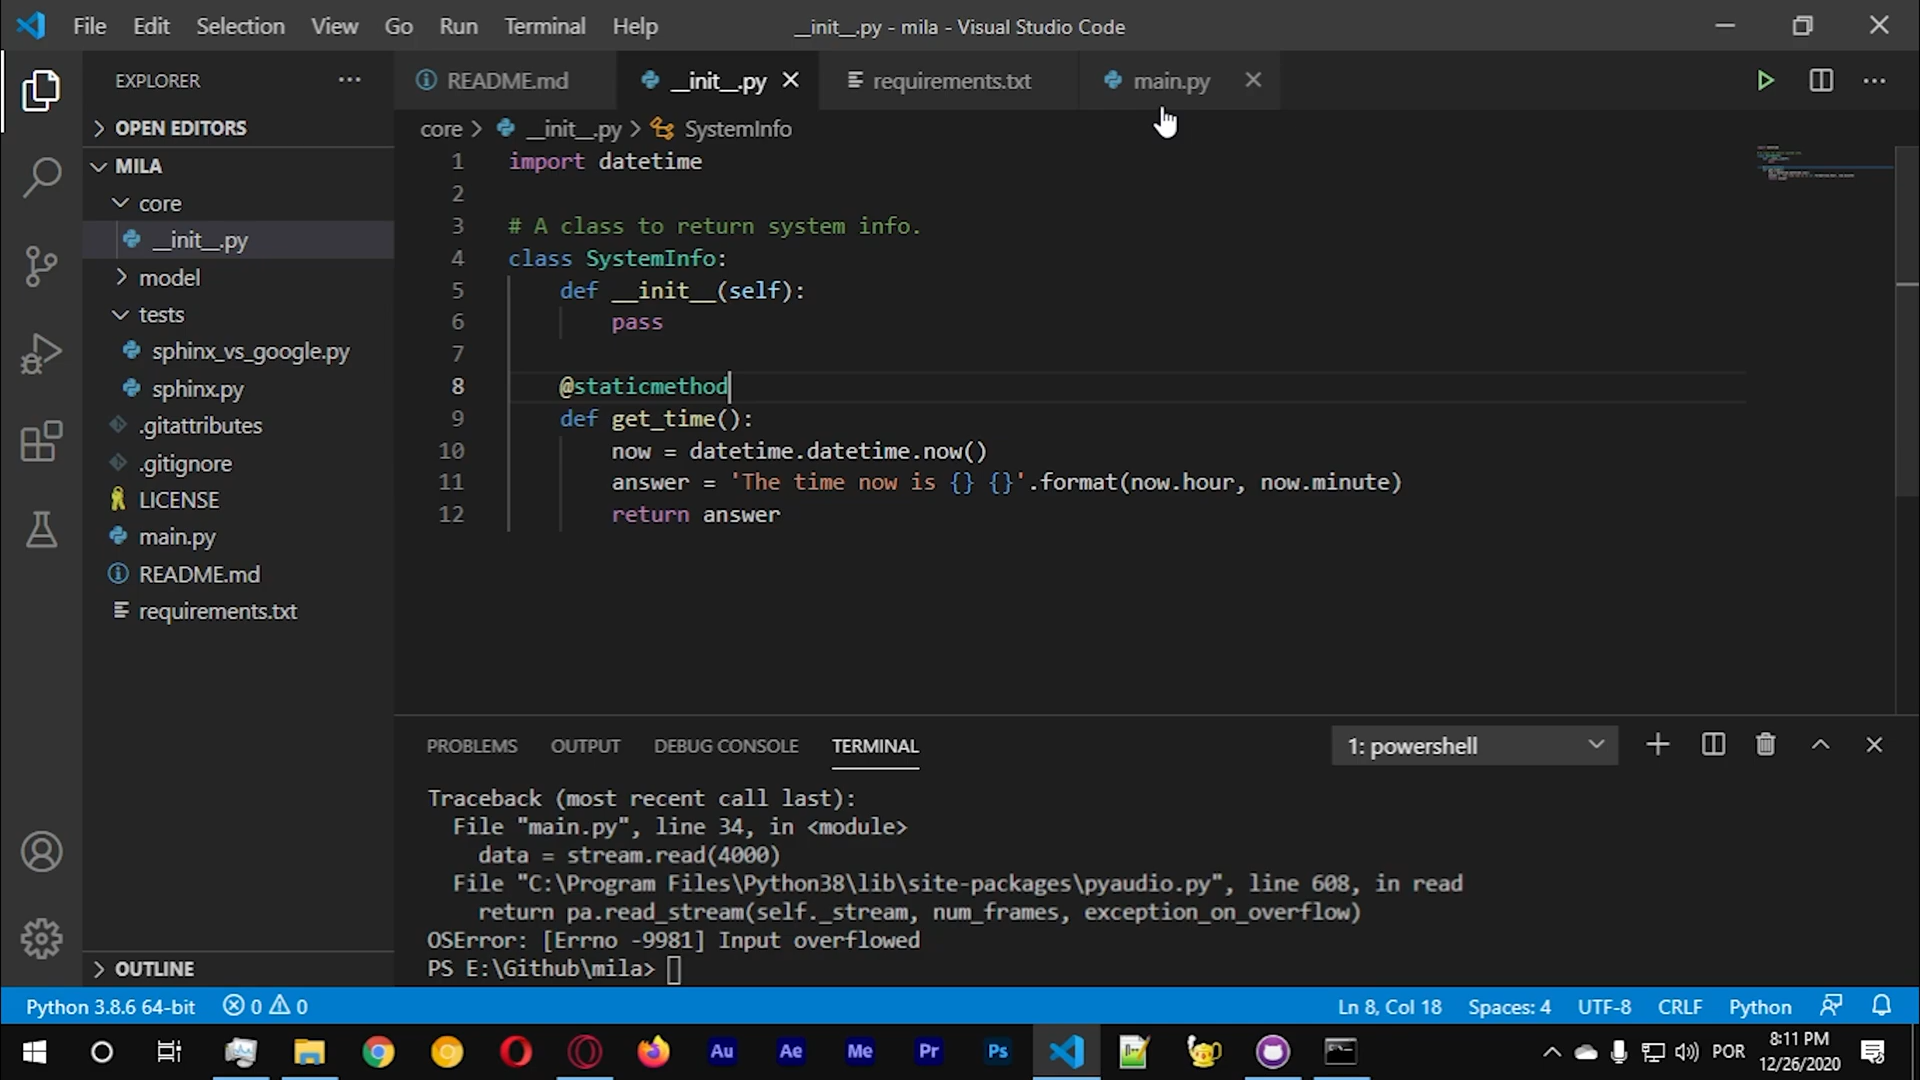 File Edit Selection View Go Run Terminal Help __init__.py - mila - Visual Studio Code
EXPLORER
README.md __init__.py requirements.txt main.py
OPEN EDITORS
core > __init__.py > SystemInfo
MILA
core
__init__.py
model
tests
sphinx_vs_google.py
sphinx.py
.gitattributes
.gitignore
LICENSE
main.py
README.md
requirements.txt
OUTLINE
1 import datetime
2
3 # A class to return system info.
4 class SystemInfo:
5 def __init__(self):
6 pass
7
8 @staticmethod
9 def get_time():
10 now = datetime.datetime.now()
11 answer = 'The time now is {} {}'.format(now.hour, now.minute)
12 return answer
PROBLEMS OUTPUT DEBUG CONSOLE TERMINAL 1: powershell
Traceback (most recent call last):
File "main.py", line 34, in <module>
data = stream.read(4000)
File "C:\Program Files\Python38\lib\site-packages\pyaudio.py", line 608, in read
return pa.read_stream(self._stream, num_frames, exception_on_overflow)
OSError: [Errno -9981] Input overflowed
PS E:\Github\mila>
Python 3.8.6 64-bit 0 0 Ln 8, Col 18 Spaces: 4 UTF-8 CRLF Python
Au Ae Me Pr Ps POR 8:11 PM
12/26/2020